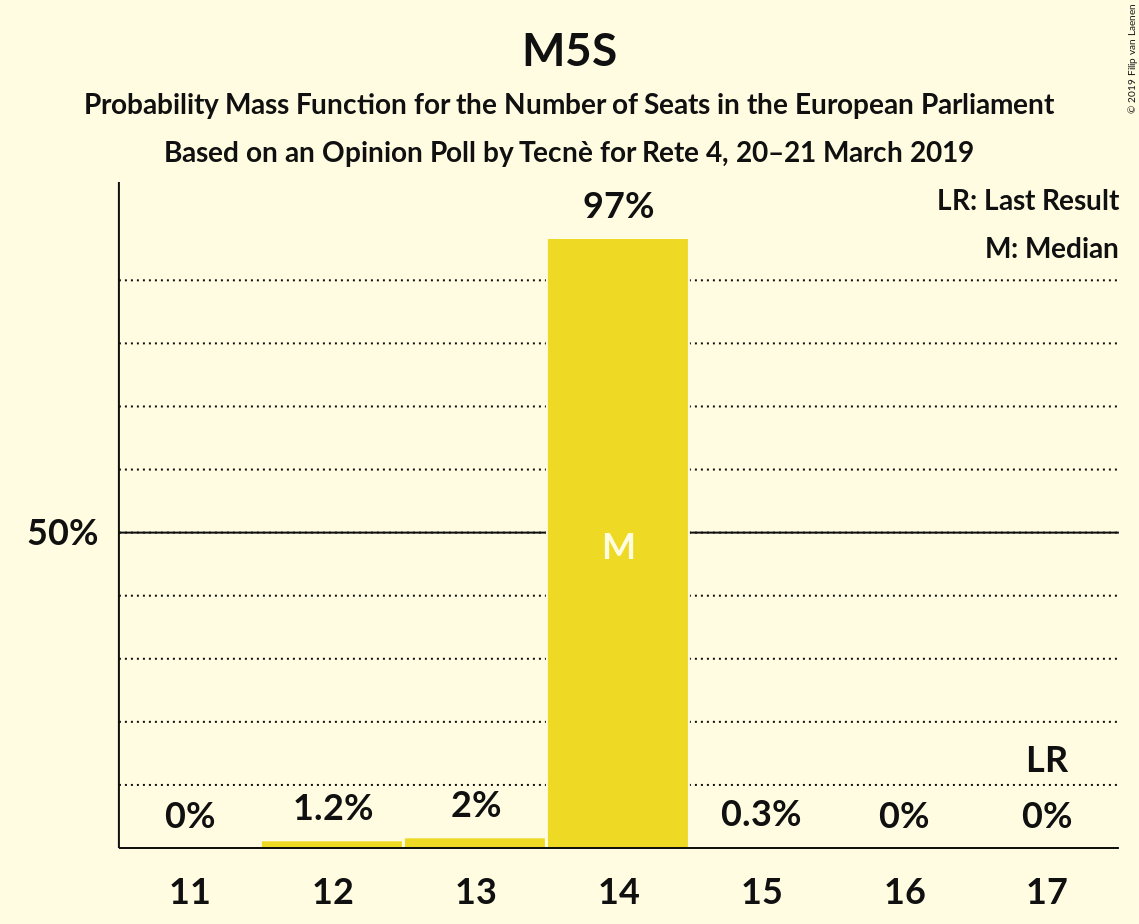 M5S
Probability Mass Function for the Number of Seats in the European Parliament
Based on an Opinion Poll by Tecnè for Rete 4, 20–21 March 2019
© 2019 Filip van Laenen
LR: Last Result
M: Median
97%
50%
M
LR
0%
1.2%
2%
0.3%
0%
0%
11
12
13
14
15
16
17